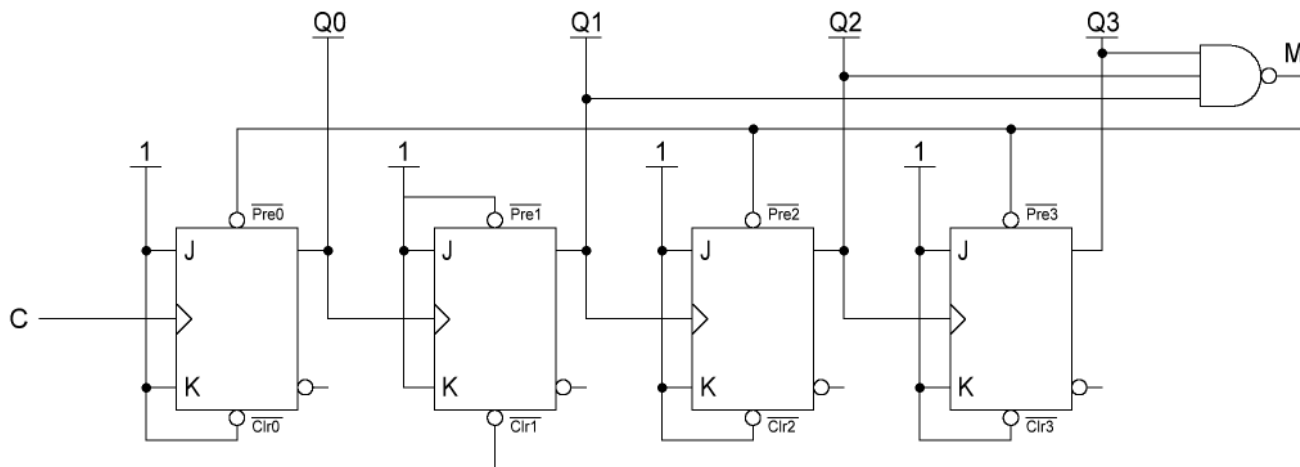 Q0 Q1 Q2 Q3 M
1 1 1 1
Pre0 Pre1 Pre2 Pre3
J J J J
C
K K K K
Clr0 Clr1 Clr2 Clr3